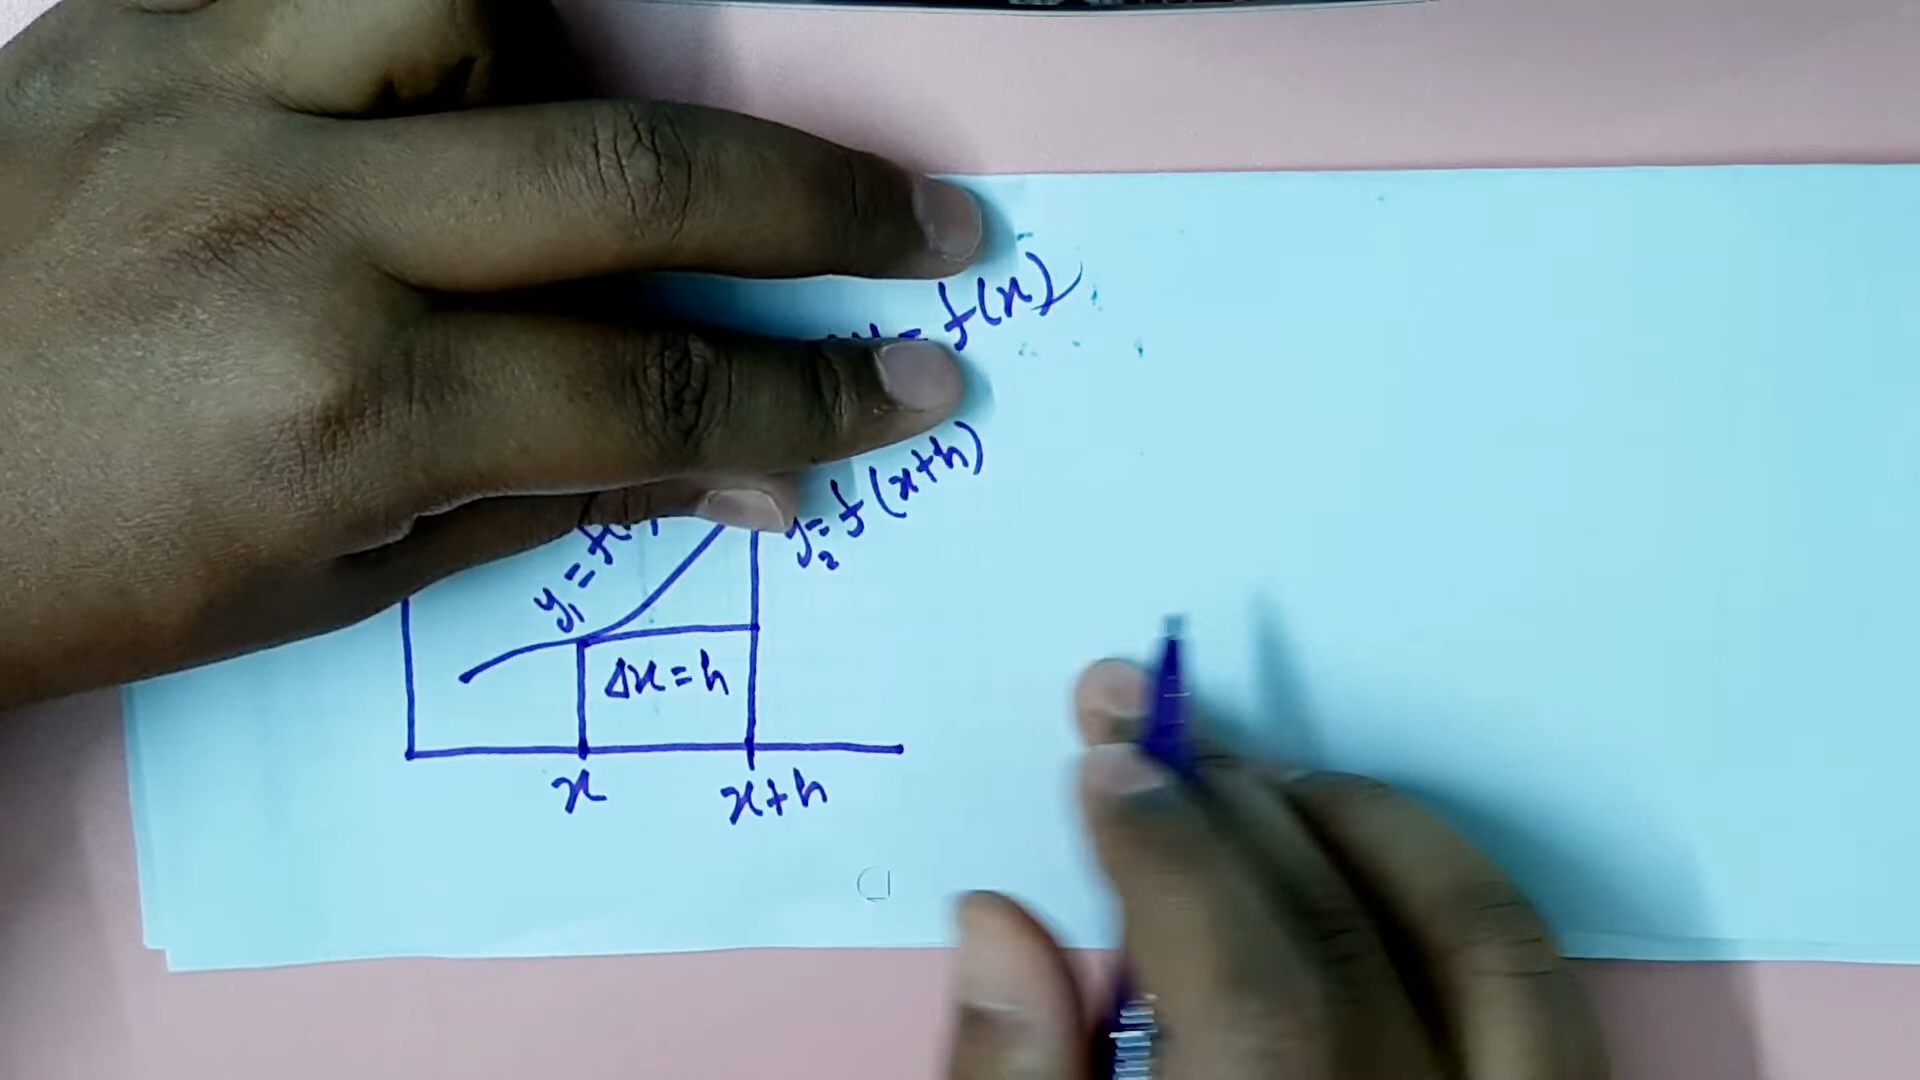 = f(x)
y₂ = f(x+h)
y₁ =
Δx = h
x
x+h